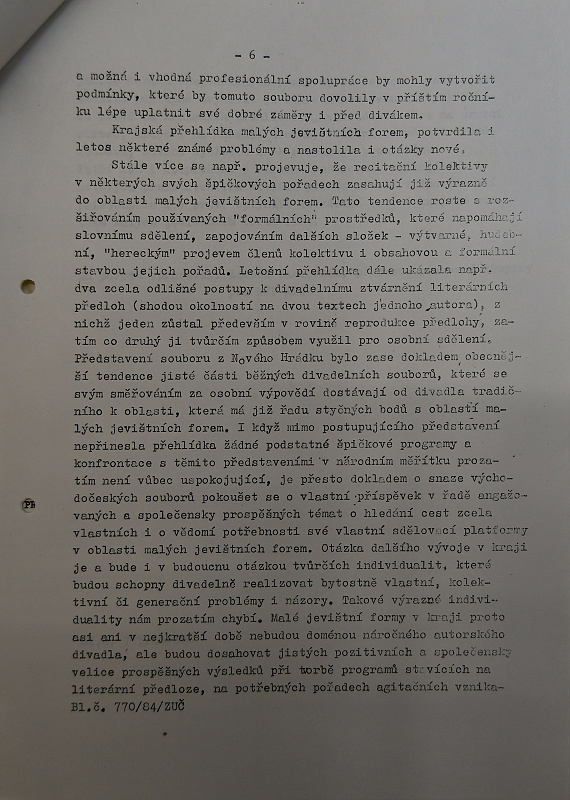 - 6 -
a možná i vhodná profesionální spolupráce by mohly vytvořit
podmínky, které by tomuto souboru dovolily v příštím roční-
ku lépe uplatnit své dobré záměry i před divákem.
Krajská přehlídka malých jevištních forem, potvrdila i
letos některé známé problémy a nastolila i otázky nové.
Stále více se např. projevuje, že recitační kolektivy
v některých svých špičkových pořadech zasahují již výrazně
do oblasti malých jevištních forem. Tato tendence roste s roz-
šiřováním používaných "formálních" prostředků, které napomáhají
slovnímu sdělení, zapojováním dalších složek - výtvarné, hudeb-
ní, "hereckým" projevem členů kolektivu i obsahovou a formální
stavbou jejich pořadů. Letošní přehlídka dále ukázala např.
dva zcela odlišné postupy k divadelnímu ztvárnění literárních
předloh (shodou okolností na dvou textech jednoho autora), z
nichž jeden zůstal především v rovině reprodukce předlohy, za-
tím co druhý ji tvůrčím způsobem využil pro osobní sdělení.
Představení souboru z Nového Hrádku bylo zase dokladem obecněj-
ší tendence jisté části běžných divadelních souborů, které se
svým směřováním za osobní výpovědí dostávají od divadla tradič-
ního k oblasti, která má již řadu styčných bodů s oblastí ma-
lých jevištních forem. I když mimo postupujícího představení
nepřinesla přehlídka žádné podstatné špičkové programy a
konfrontace s těmito představeními v národním měřítku proza-
tím není vůbec uspokojující, je přesto dokladem o snaze výcho-
dočeských souborů pokoušet se o vlastní příspěvek v řadě angažo-
vaných a společensky prospěšných témat o hledání cest zcela
vlastních i o vědomí potřebnosti své vlastní sdělovací platformy
v oblasti malých jevištních forem. Otázka dalšího vývoje v kraji
je a bude i v budoucnu otázkou tvůrčích individualit, které
budou schopny divadelně realizovat bytostně vlastní, kolek-
tivní či generační problémy i názory. Takové výrazné indivi-
duality nám prozatím chybí. Malé jevištní formy v kraji proto
asi ani v nejkratší době nebudou doménou náročného autorského
divadla, ale budou dosahovat jistých pozitivních a společensky
velice prospěšných výsledků při torbě programů stavících na
literární předloze, na potřebných pořadech agitačních vznika-
Bl.č. 770/84/ZUČ